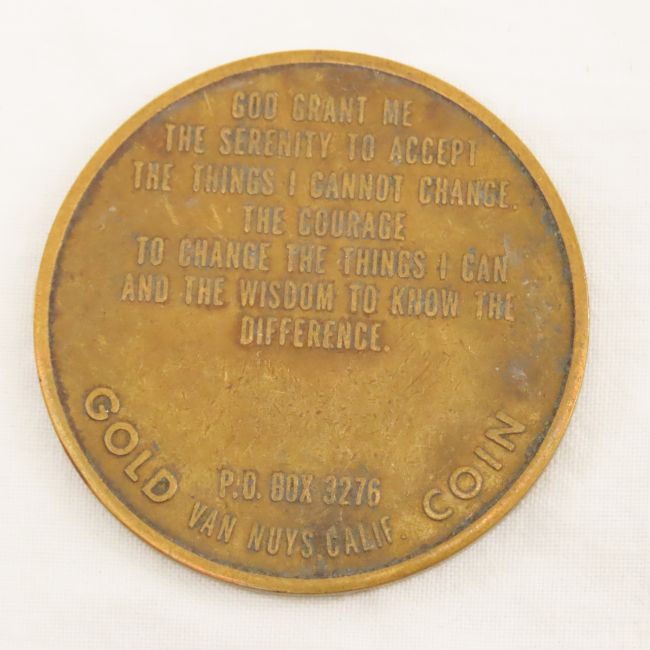 GOD GRANT ME
THE SERENITY TO ACCEPT
THE THINGS I CANNOT CHANGE.
THE COURAGE
TO CHANGE THE THINGS I CAN
AND THE WISDOM TO KNOW THE
DIFFERENCE.
GOLD COIN
P.O. BOX 3276
VAN NUYS, CALIF.